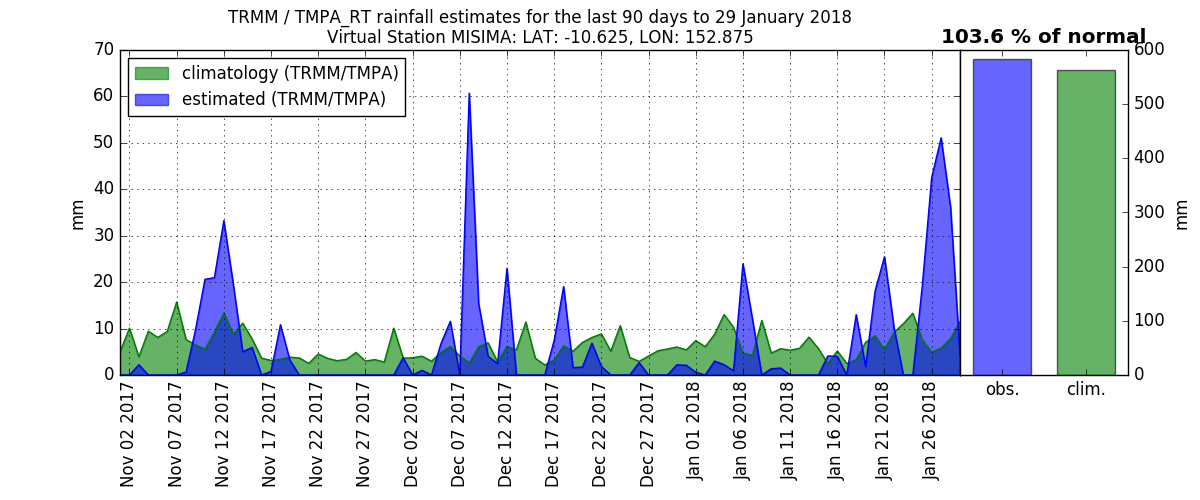 TRMM / TMPA_RT rainfall estimates for the last 90 days to 29 January 2018
Virtual Station MISIMA: LAT: -10.625, LON: 152.875
103.6 % of normal
climatology (TRMM/TMPA)
estimated (TRMM/TMPA)
mm
70
60
50
40
30
20
10
0
600
500
400
300
200
100
0
mm
Nov 02 2017
Nov 07 2017
Nov 12 2017
Nov 17 2017
Nov 22 2017
Nov 27 2017
Dec 02 2017
Dec 07 2017
Dec 12 2017
Dec 17 2017
Dec 22 2017
Dec 27 2017
Jan 01 2018
Jan 06 2018
Jan 11 2018
Jan 16 2018
Jan 21 2018
Jan 26 2018
obs.
clim.